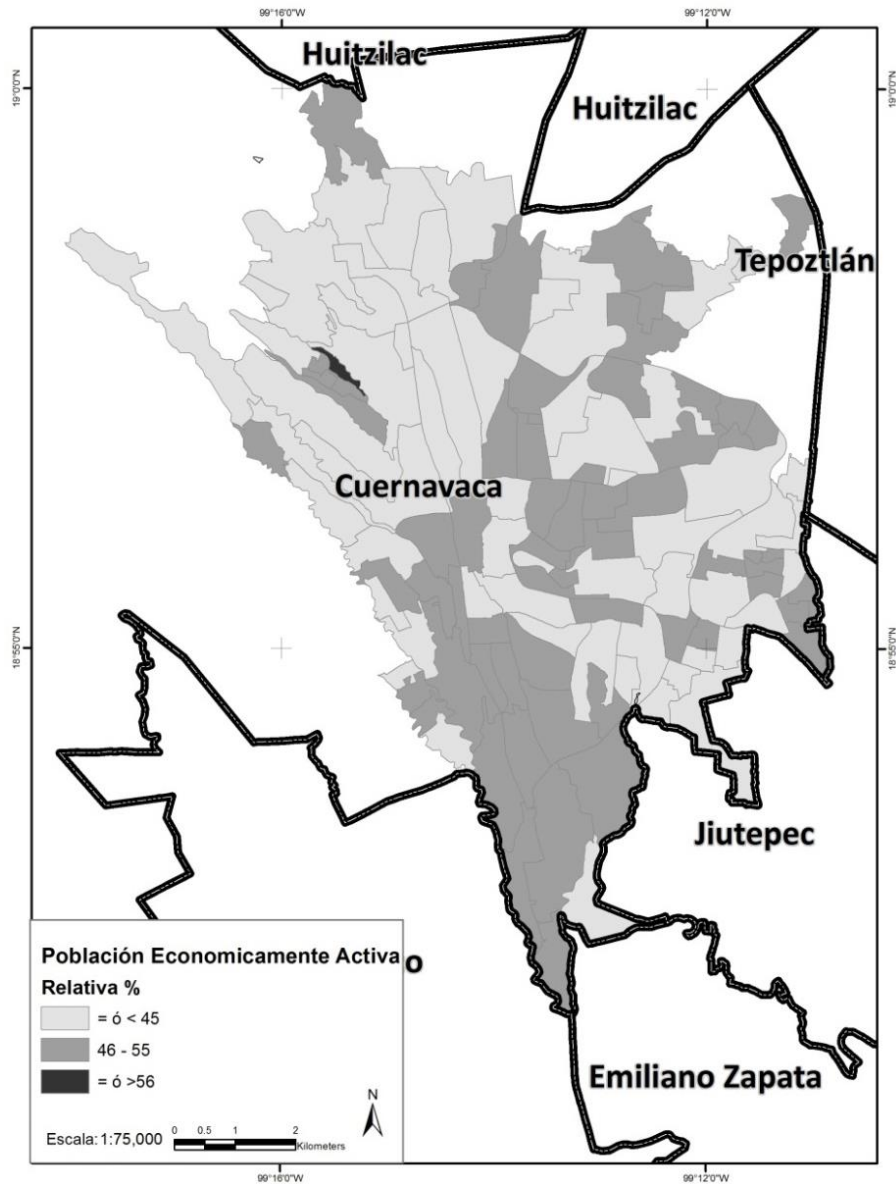 99°16'0"W
99°12'0"W
Huitzilac
19°0'0"N
19°0'0"N
Huitzilac
Tepoztlán
Cuernavaca
18°55'0"N
18°55'0"N
Jiutepec
Población Economicamente Activa
o
Relativa %
= ó < 45
46 - 55
= ó >56
Emiliano Zapata
N
0 0.5 1 2
Escala: 1:75,000
Kilometers
99°16'0"W
99°12'0"W